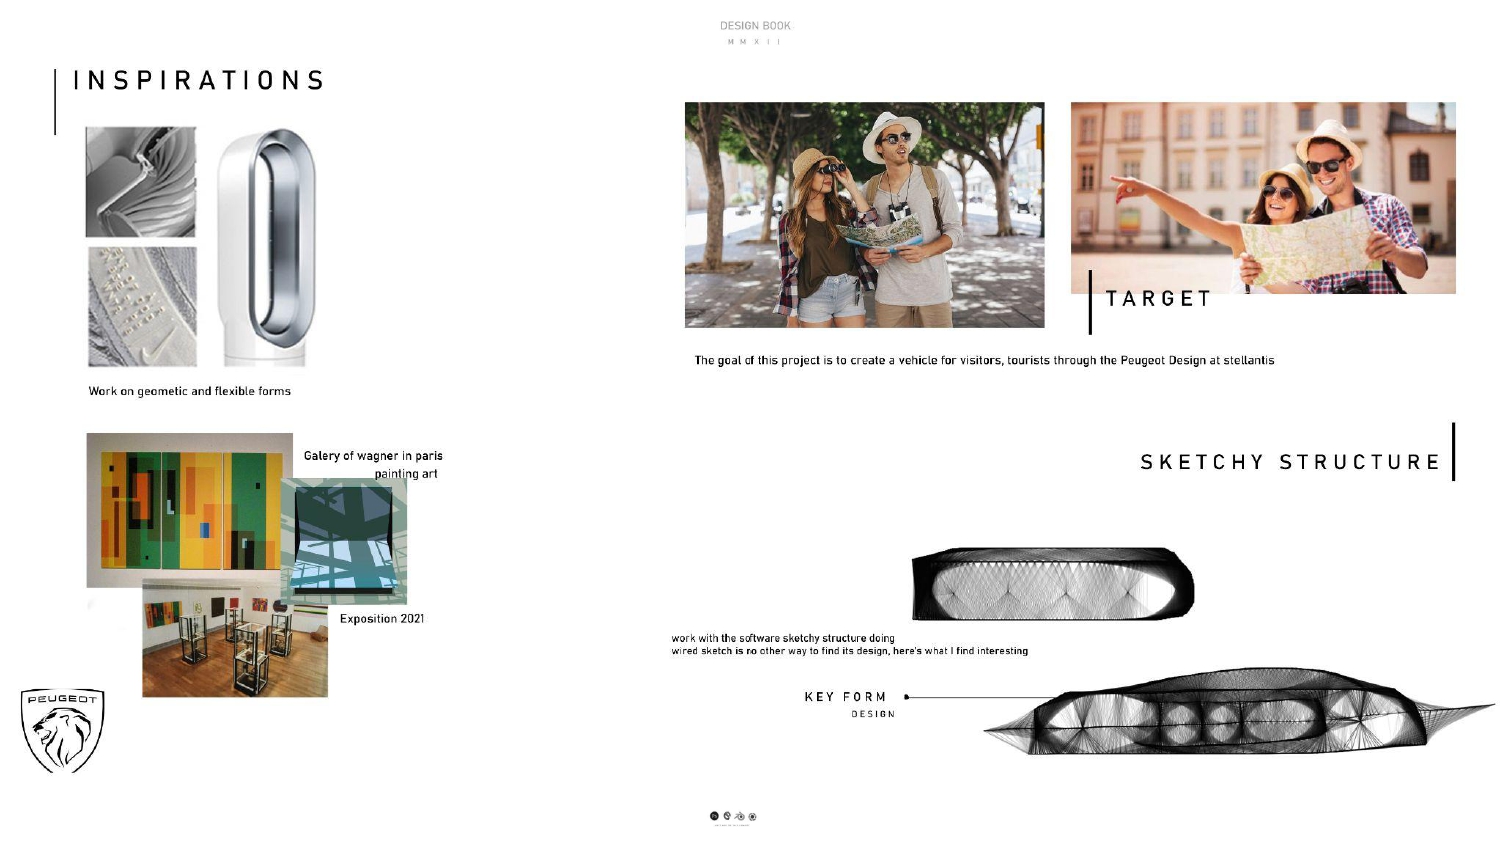 DESIGN BOOK
MMXII
INSPIRATIONS
Work on geometic and flexible forms
Galery of wagner in paris
painting art
Exposition 2021
PEUGEOT
TARGET
The goal of this project is to create a vehicle for visitors, tourists through the Peugeot Design at stellantis
SKETCHY STRUCTURE
work with the software sketchy structure doing
wired sketch is no other way to find its design, here's what I find interesting
KEY FORM
DESIGN